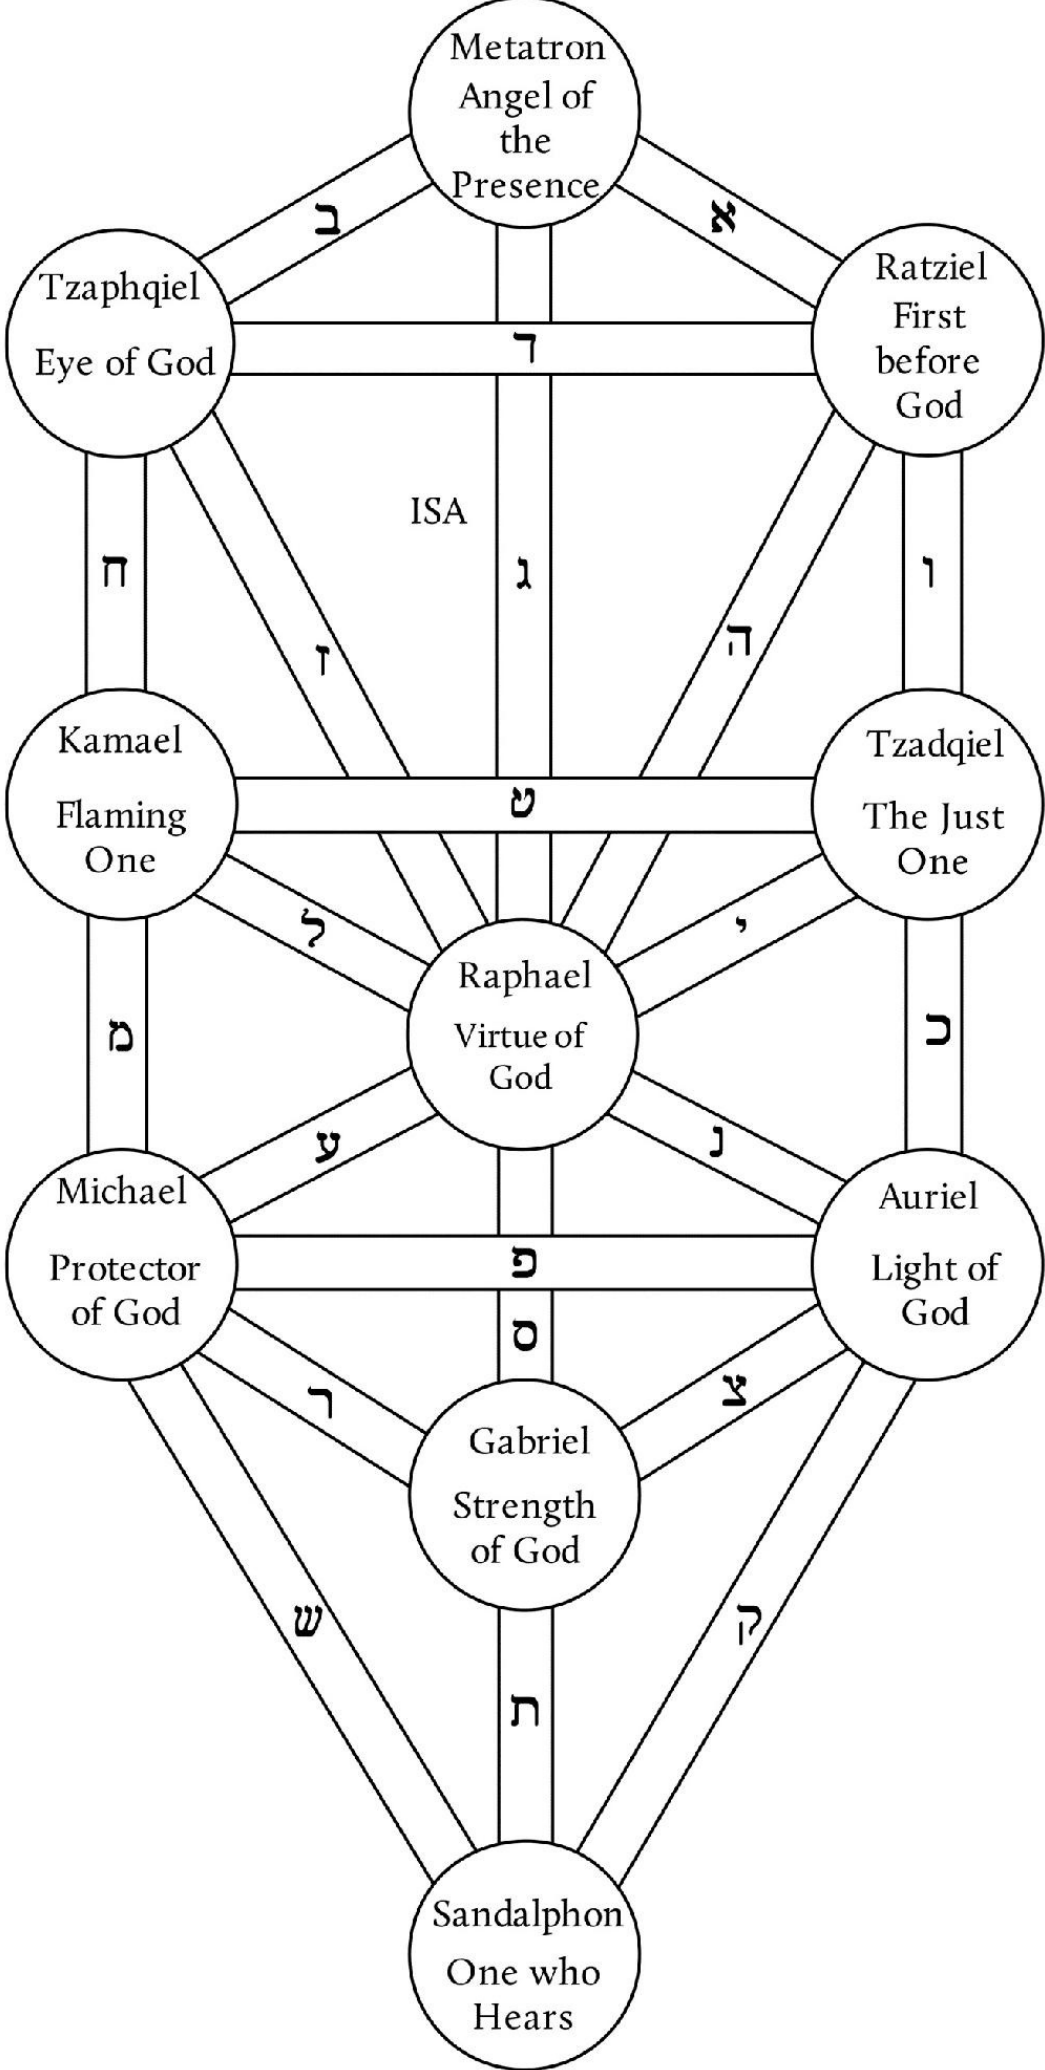 Metatron
Angel of
the
Presence
ב
א
Tzaphqiel
Eye of God
Ratziel
First
before
God
ד
ISA
ח
ג
ו
ז
ה
Kamael
Flaming
One
ט
Tzadqiel
The Just
One
ל
י
Raphael
Virtue of
God
מ
כ
ע
נ
Michael
Protector
of God
פ
Auriel
Light of
God
ס
ר
צ
Gabriel
Strength
of God
ש
ק
ת
Sandalphon
One who
Hears